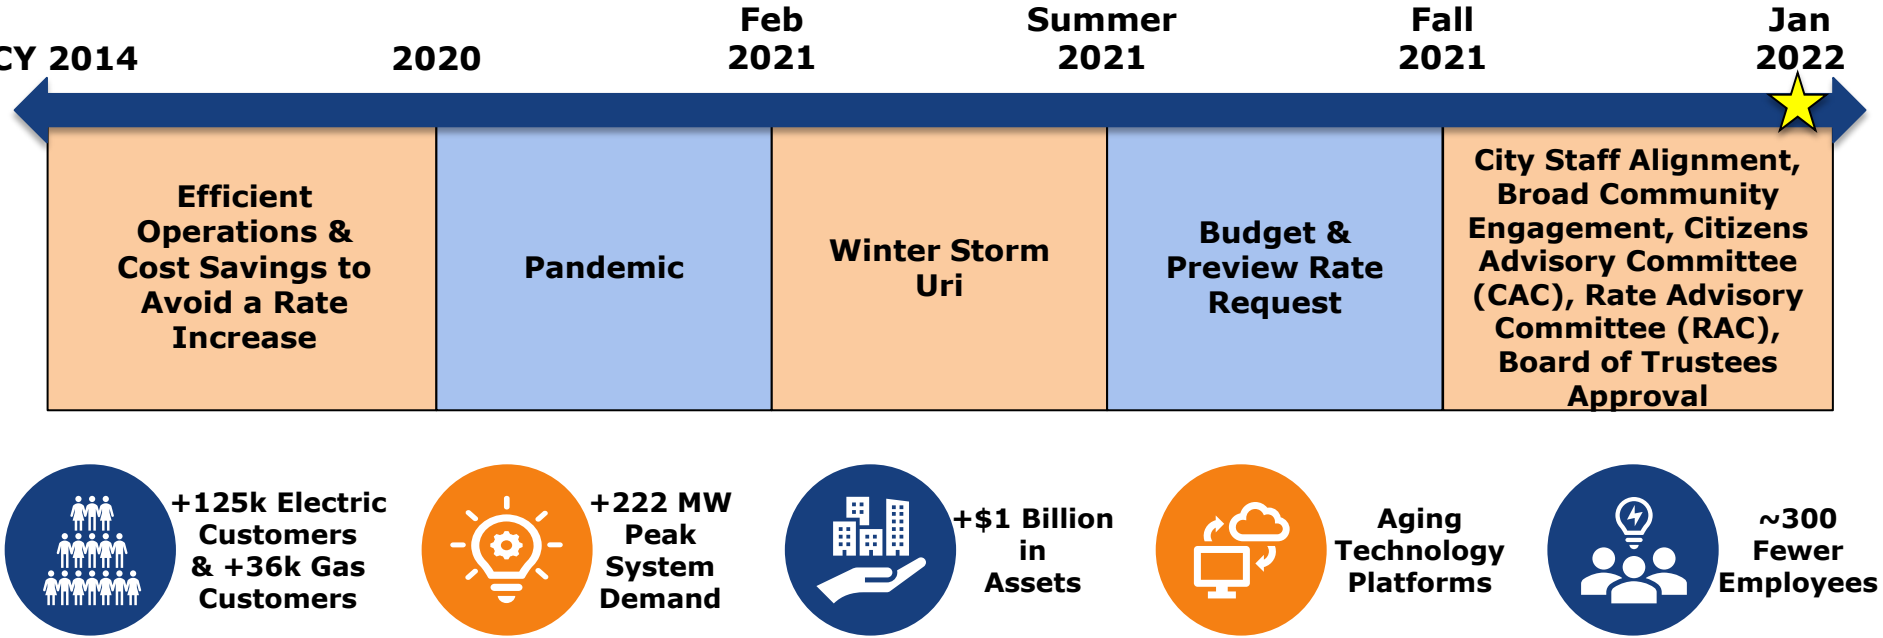 CY 2014
2020
Feb
2021
Summer
2021
Fall
2021
Jan
2022
Efficient
Operations &
Cost Savings to
Avoid a Rate
Increase
Pandemic
Winter Storm
Uri
Budget &
Preview Rate
Request
City Staff Alignment,
Broad Community
Engagement, Citizens
Advisory Committee
(CAC), Rate Advisory
Committee (RAC),
Board of Trustees
Approval
+125k Electric
Customers
& +36k Gas
Customers
+222 MW
Peak
System
Demand
+$1 Billion
in
Assets
Aging
Technology
Platforms
~300
Fewer
Employees